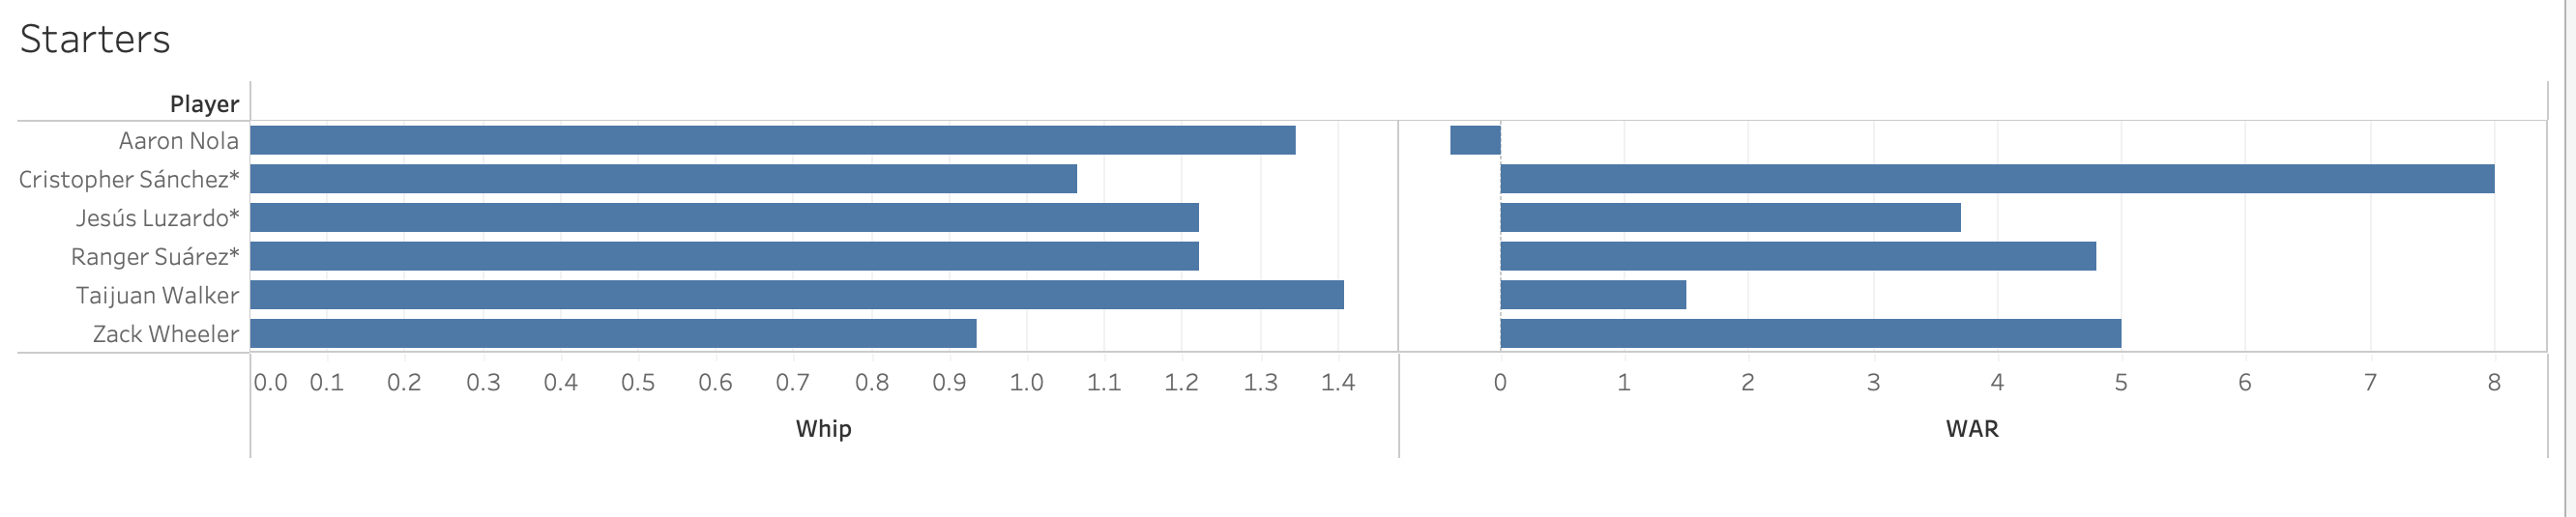 Starters
Player
Aaron Nola
Cristopher Sánchez*
Jesús Luzardo*
Ranger Suárez*
Taijuan Walker
Zack Wheeler
0.0 0.1 0.2 0.3 0.4 0.5 0.6 0.7 0.8 0.9 1.0 1.1 1.2 1.3 1.4 0 1 2 3 4 5 6 7 8
Whip WAR